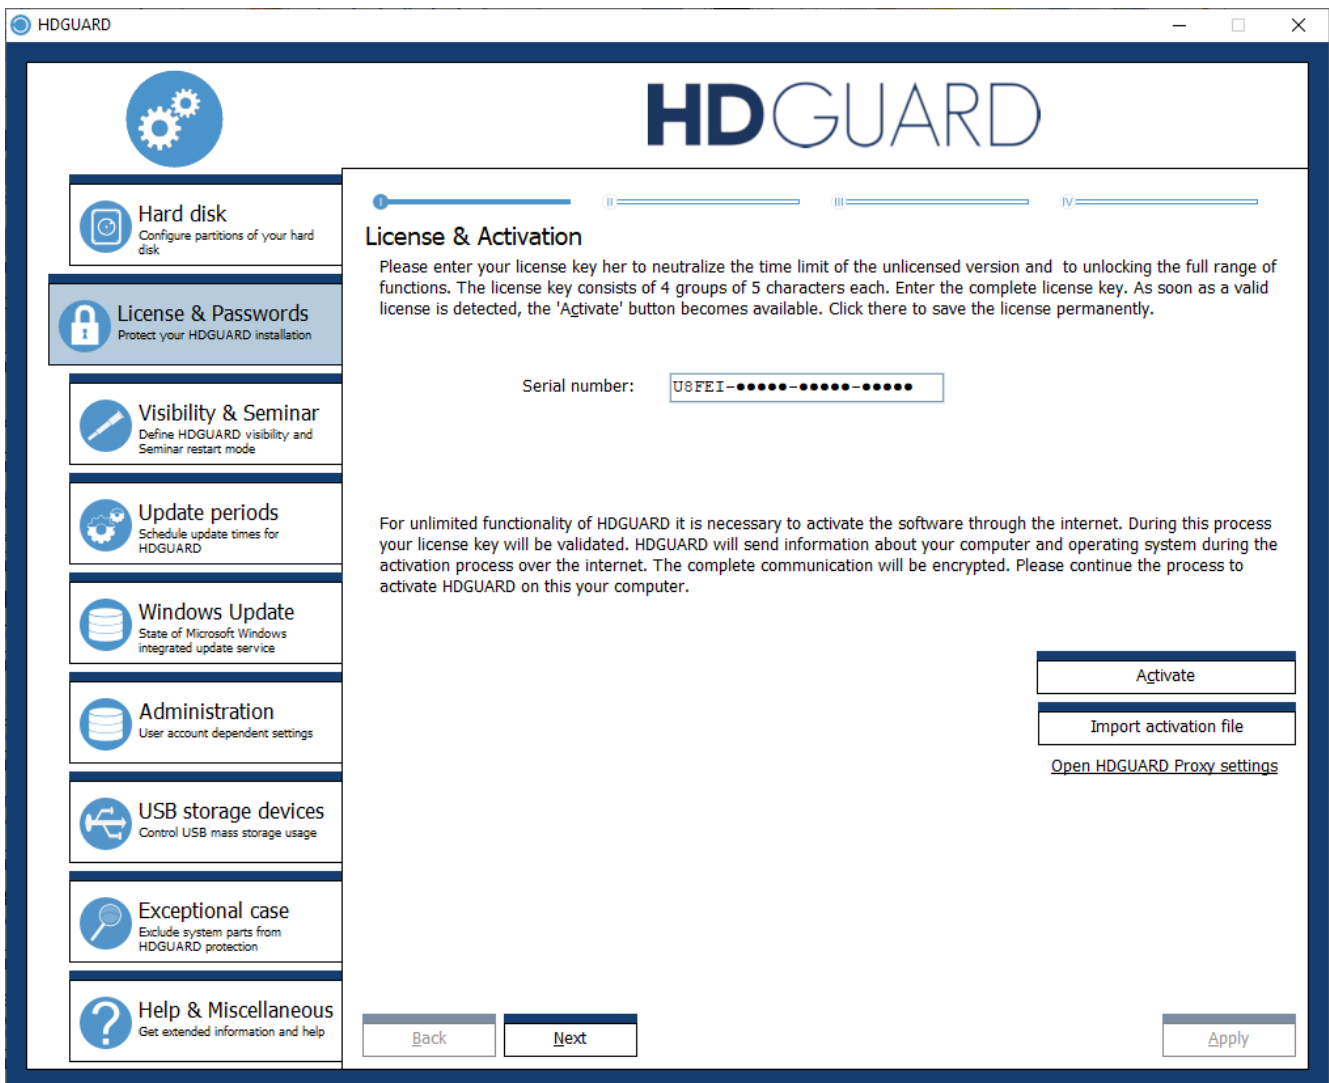 HDGUARD
HDGUARD
Hard disk
Configure partitions of your hard
disk
License & Passwords
Protect your HDGUARD installation
Visibility & Seminar
Define HDGUARD visibility and
Seminar restart mode
Update periods
Schedule update times for
HDGUARD
Windows Update
State of Microsoft Windows
integrated update service
Administration
User account dependent settings
USB storage devices
Control USB mass storage usage
Exceptional case
Exclude system parts from
HDGUARD protection
Help & Miscellaneous
Get extended information and help
I II III IV
License & Activation
Please enter your license key her to neutralize the time limit of the unlicensed version and to unlocking the full range of
functions. The license key consists of 4 groups of 5 characters each. Enter the complete license key. As soon as a valid
license is detected, the 'Activate' button becomes available. Click there to save the license permanently.
Serial number: U8FEI-●●●●●-●●●●●-●●●●●
For unlimited functionality of HDGUARD it is necessary to activate the software through the internet. During this process
your license key will be validated. HDGUARD will send information about your computer and operating system during the
activation process over the internet. The complete communication will be encrypted. Please continue the process to
activate HDGUARD on this your computer.
Activate
Import activation file
Open HDGUARD Proxy settings
Back Next Apply